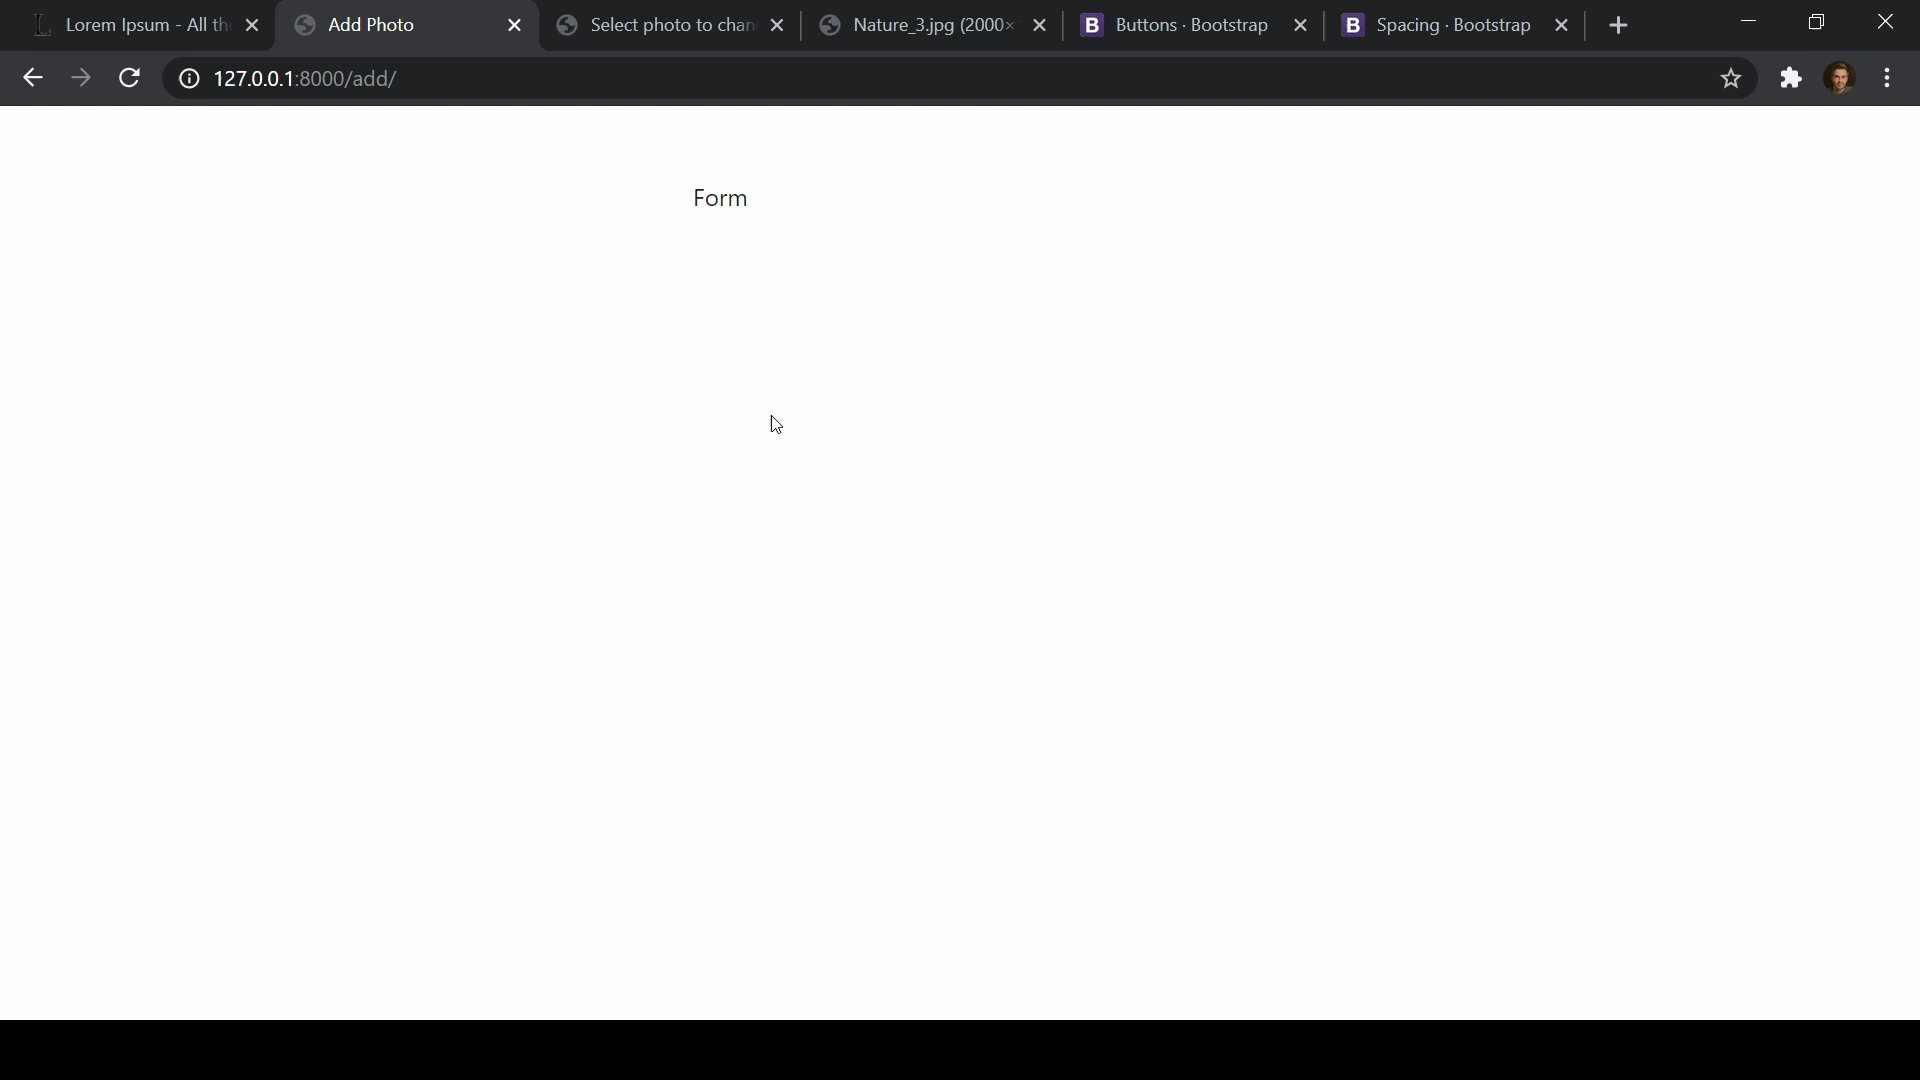 Lorem Ipsum - All th
Add Photo
Select photo to chan
Nature_3.jpg (2000×
B Buttons · Bootstrap
B Spacing · Bootstrap
127.0.0.1:8000/add/
Form